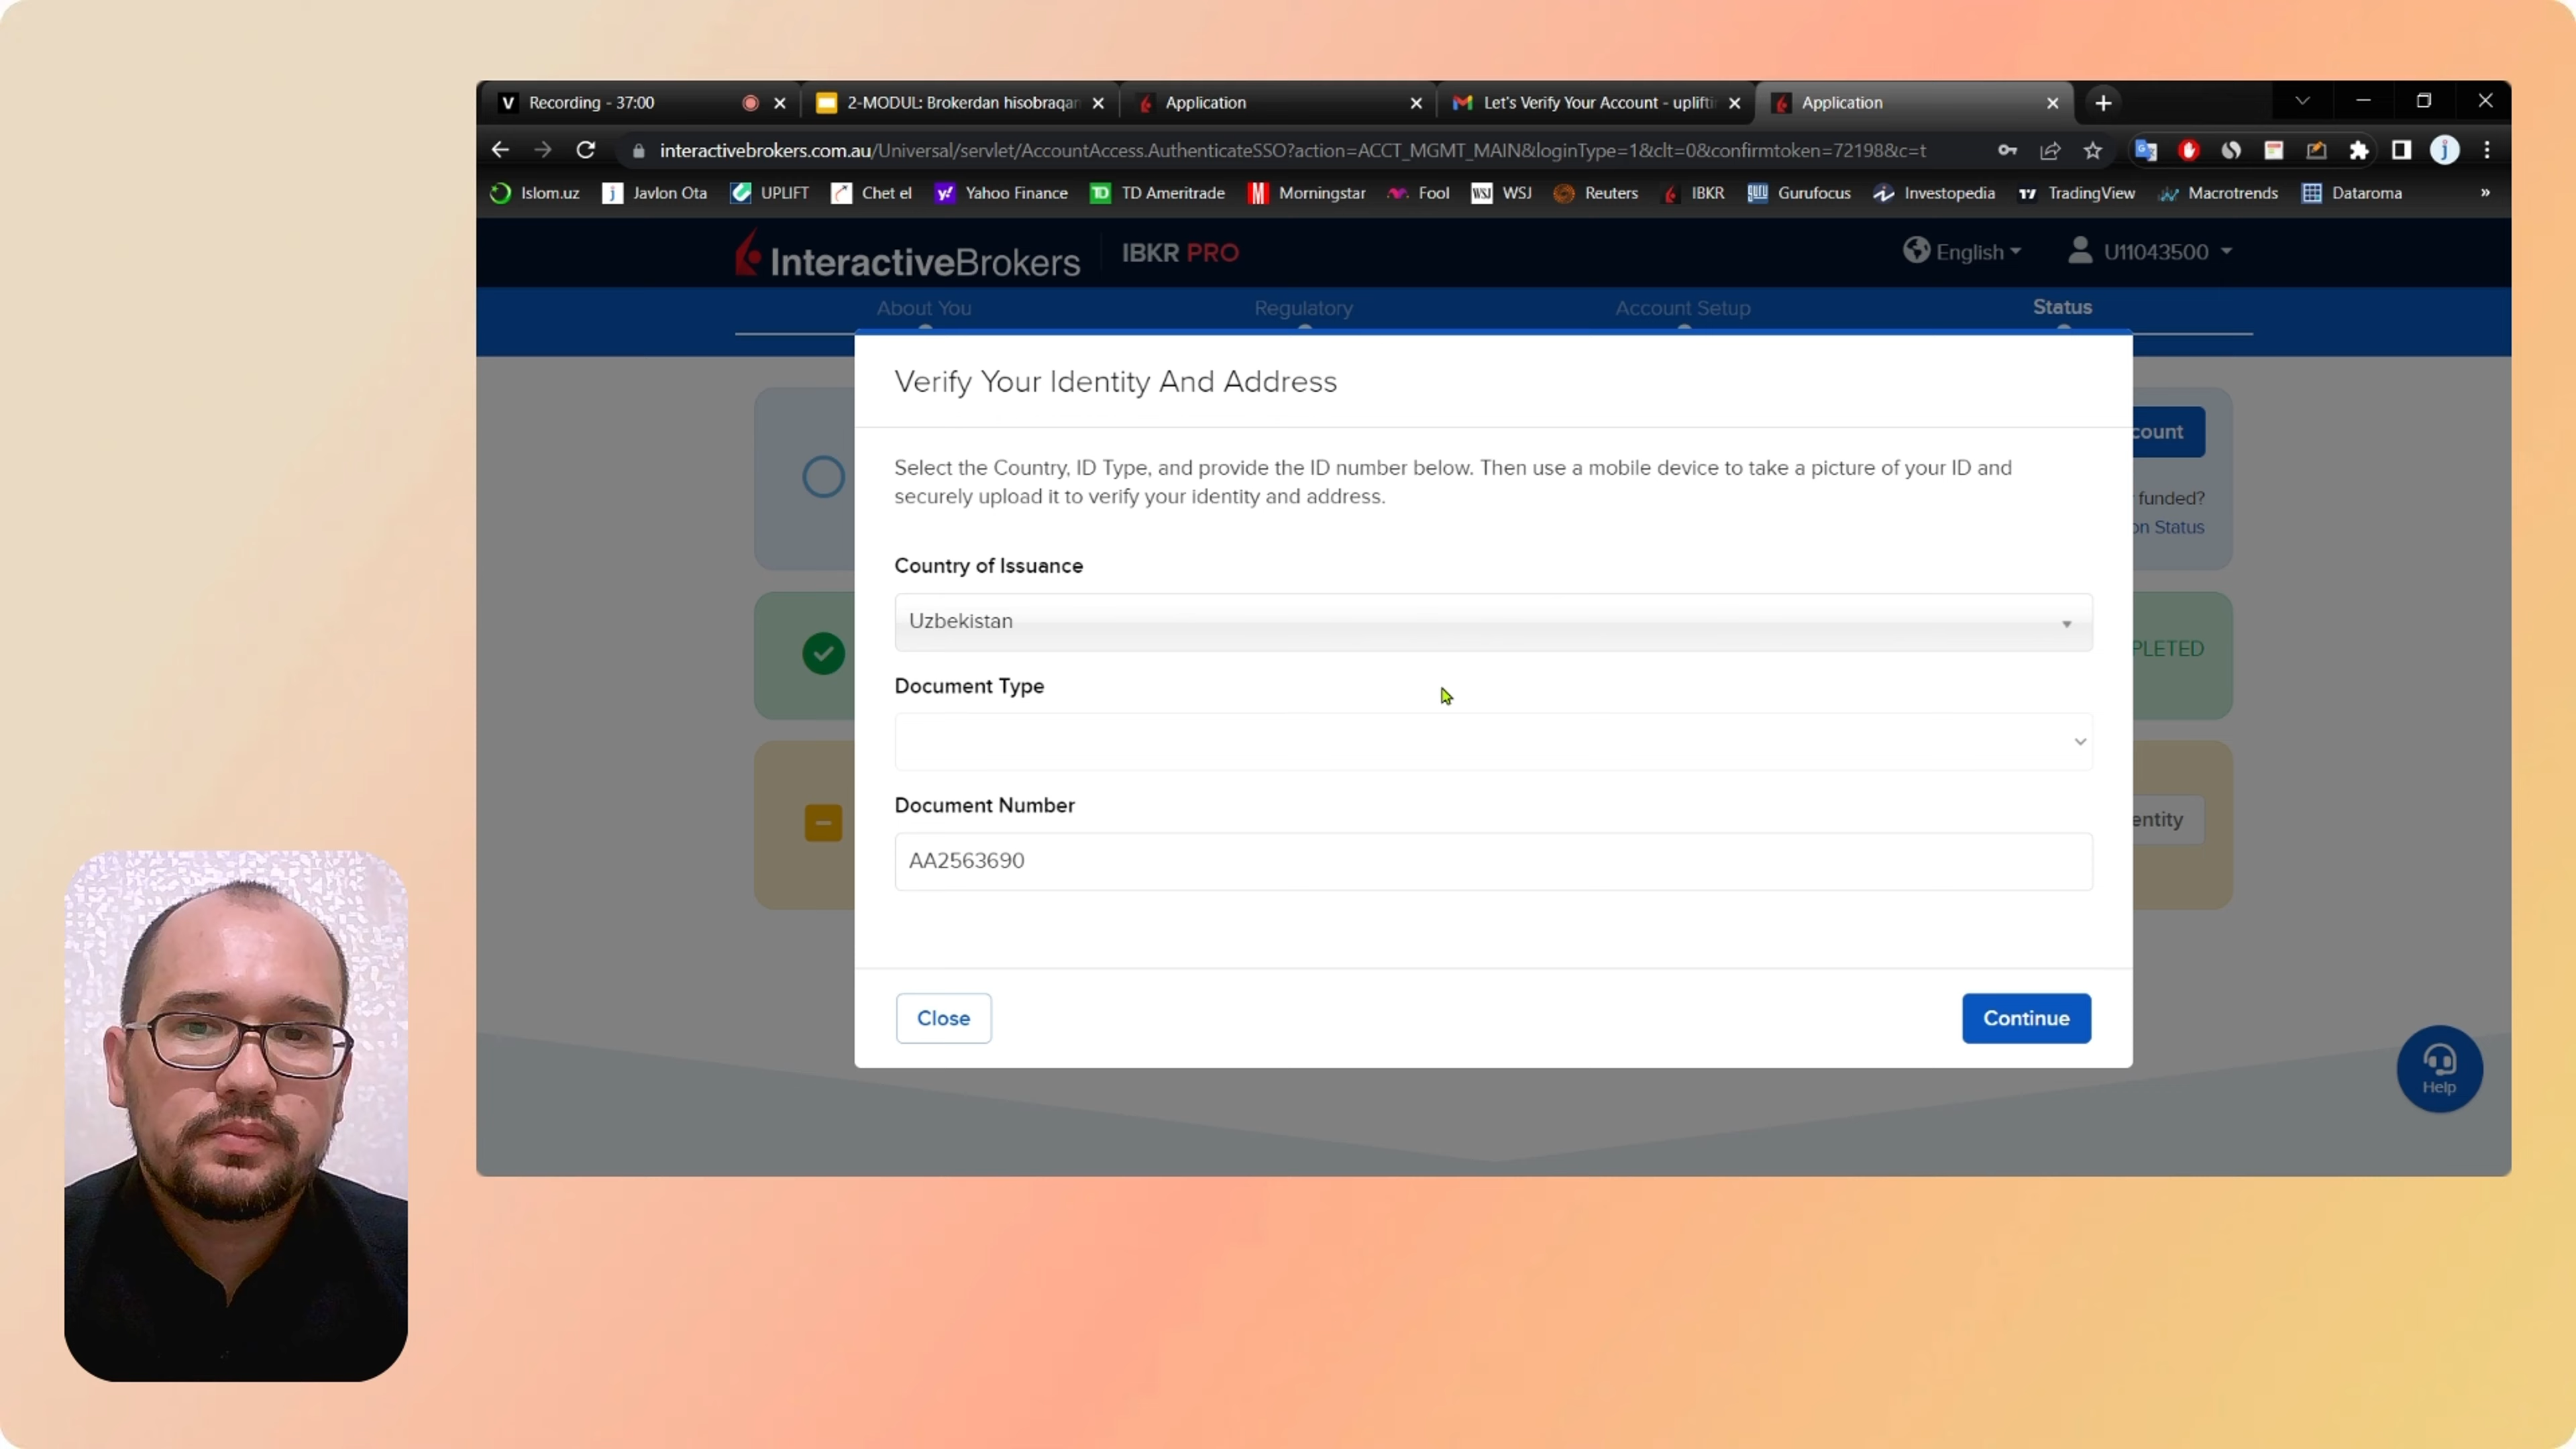 Recording - 37:00
2-MODUL: Brokerdan hisobraqan
Application
Let's Verify Your Account - uplifti
Application
interactivebrokers.com.au/Universal/servlet/AccountAccess.AuthenticateSSO?action=ACCT_MGMT_MAIN&loginType=1&clt=0&confirmtoken=72198&c=t
Islom.uz
Javlon Ota
UPLIFT
Chet el
Yahoo Finance
TD Ameritrade
Morningstar
Fool
WSJ
Reuters
IBKR
Gurufocus
Investopedia
TradingView
Macrotrends
Dataroma
»
InteractiveBrokers
IBKR PRO
English
U11043500
About You
Regulatory
Account Setup
Status
Verify Your Identity And Address
count
Select the Country, ID Type, and provide the ID number below. Then use a mobile device to take a picture of your ID and
securely upload it to verify your identity and address.
funded?
on Status
Country of Issuance
Uzbekistan
PLETED
Document Type
Document Number
entity
AA2563690
Close
Continue
Help